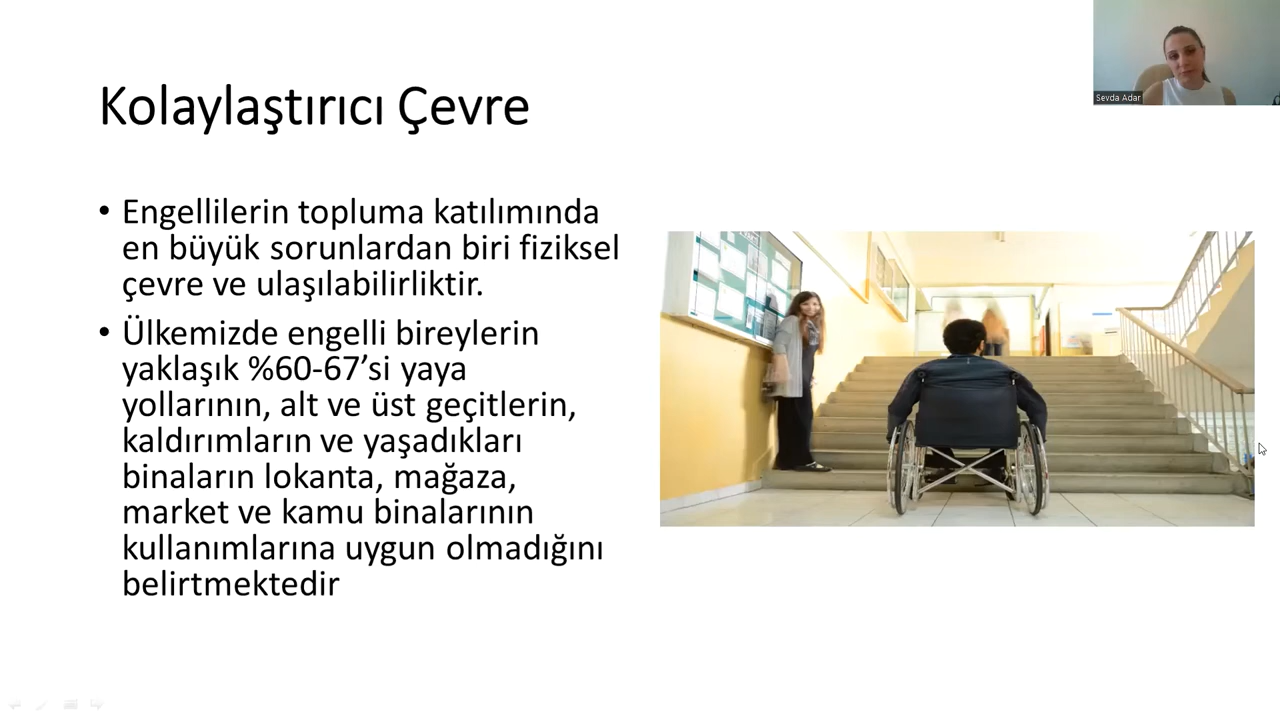 Kolaylaştırıcı Çevre
• Engellilerin topluma katılımında
en büyük sorunlardan biri fiziksel
çevre ve ulaşılabilirliktir.
• Ülkemizde engelli bireylerin
yaklaşık %60-67’si yaya
yollarının, alt ve üst geçitlerin,
kaldırımların ve yaşadıkları
binaların lokanta, mağaza,
market ve kamu binalarının
kullanımlarına uygun olmadığını
belirtmektedir
Sevda Adar